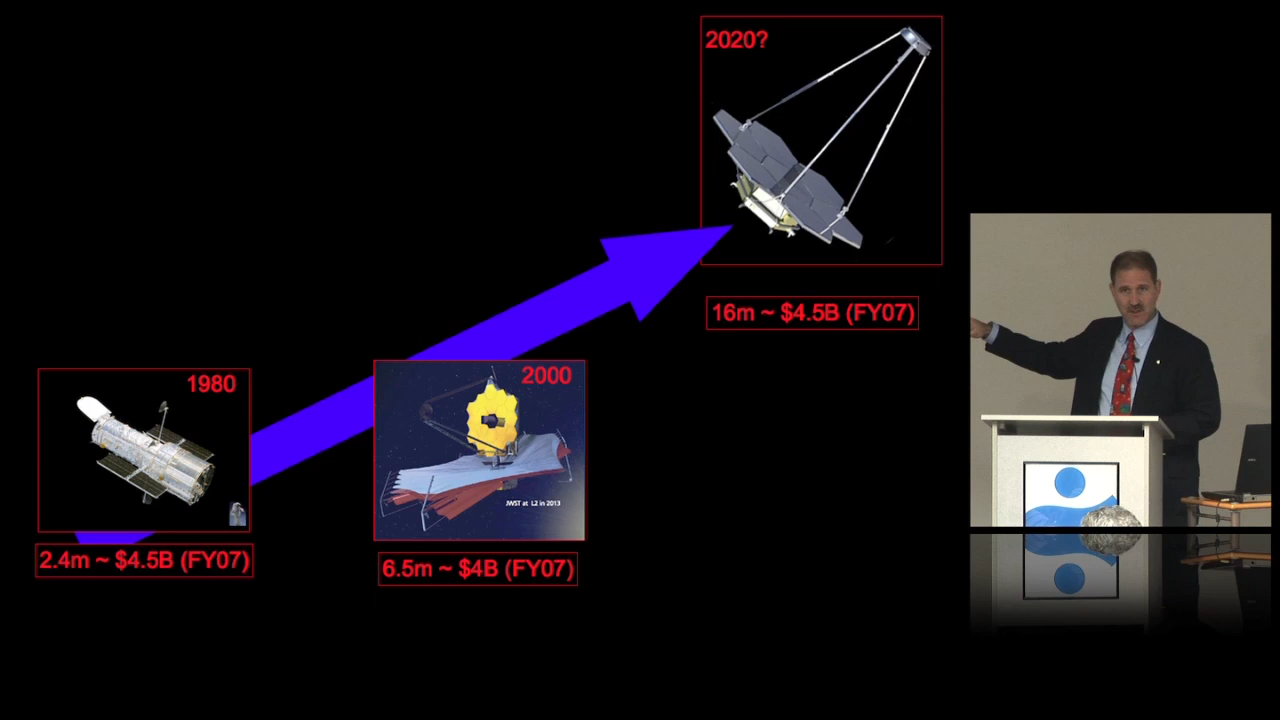 1980
2.4m ~ $4.5B (FY07)
2000
JWST at L2 in 2013
6.5m ~ $4B (FY07)
2020?
16m ~ $4.5B (FY07)